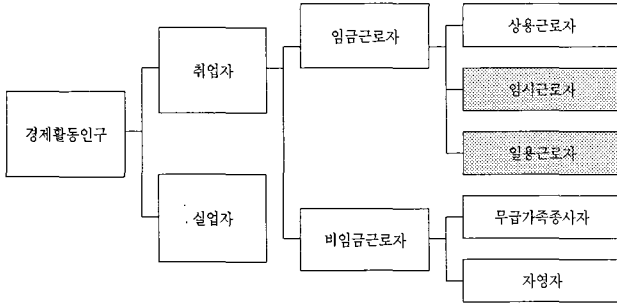 경제활동인구
취업자
실업자
임금근로자
비임금근로자
상용근로자
임시근로자
일용근로자
무급가족종사자
자영자